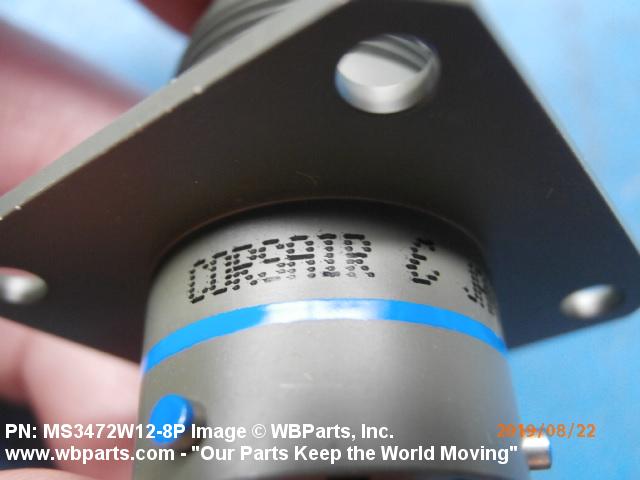 CORSAIR
PN: MS3472W12-8P Image © WBParts, Inc.
2019/08/22
www.wbparts.com - "Our Parts Keep the World Moving"